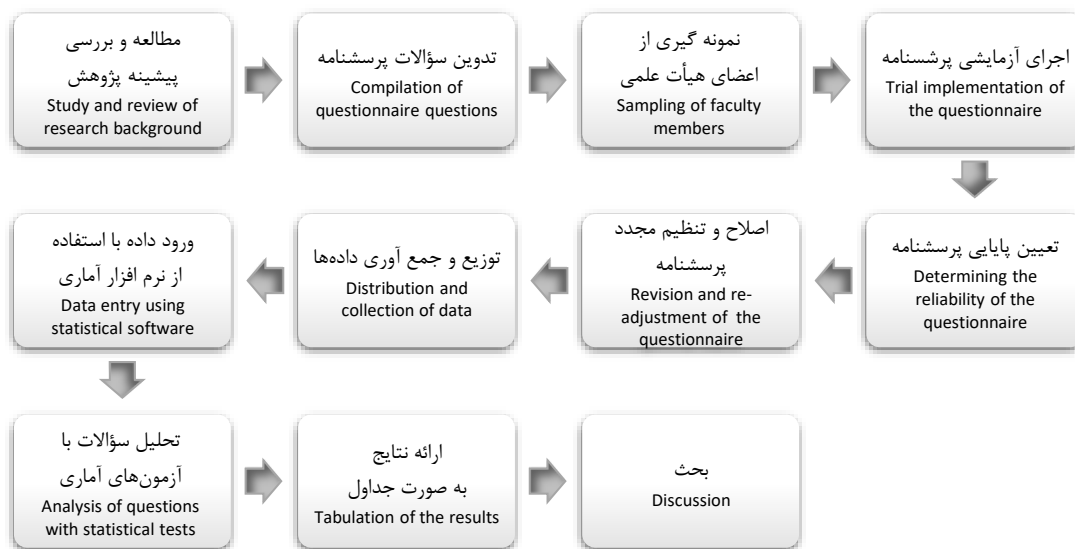 مطالعه و بررسی
پیشینه پژوهش
Study and review of
research background
تدوین سؤالات پرسشنامه
Compilation of
questionnaire questions
نمونه گیری از
اعضای هیأت علمی
Sampling of faculty
members
اجرای آزمایشی پرشسنامه
Trial implementation of
the questionnaire
تعیین پایایی پرسشنامه
Determining the
reliability of the
questionnaire
اصلاح و تنظیم مجدد
پرسشنامه
Revision and re-
adjustment of the
questionnaire
توزیع و جمع آوری داده‌ها
Distribution and
collection of data
ورود داده با استفاده
از نرم افزار آماری
Data entry using
statistical software
تحلیل سؤالات با
آزمون‌های آماری
Analysis of questions
with statistical tests
ارائه نتایج
به صورت جداول
Tabulation of the results
بحث
Discussion